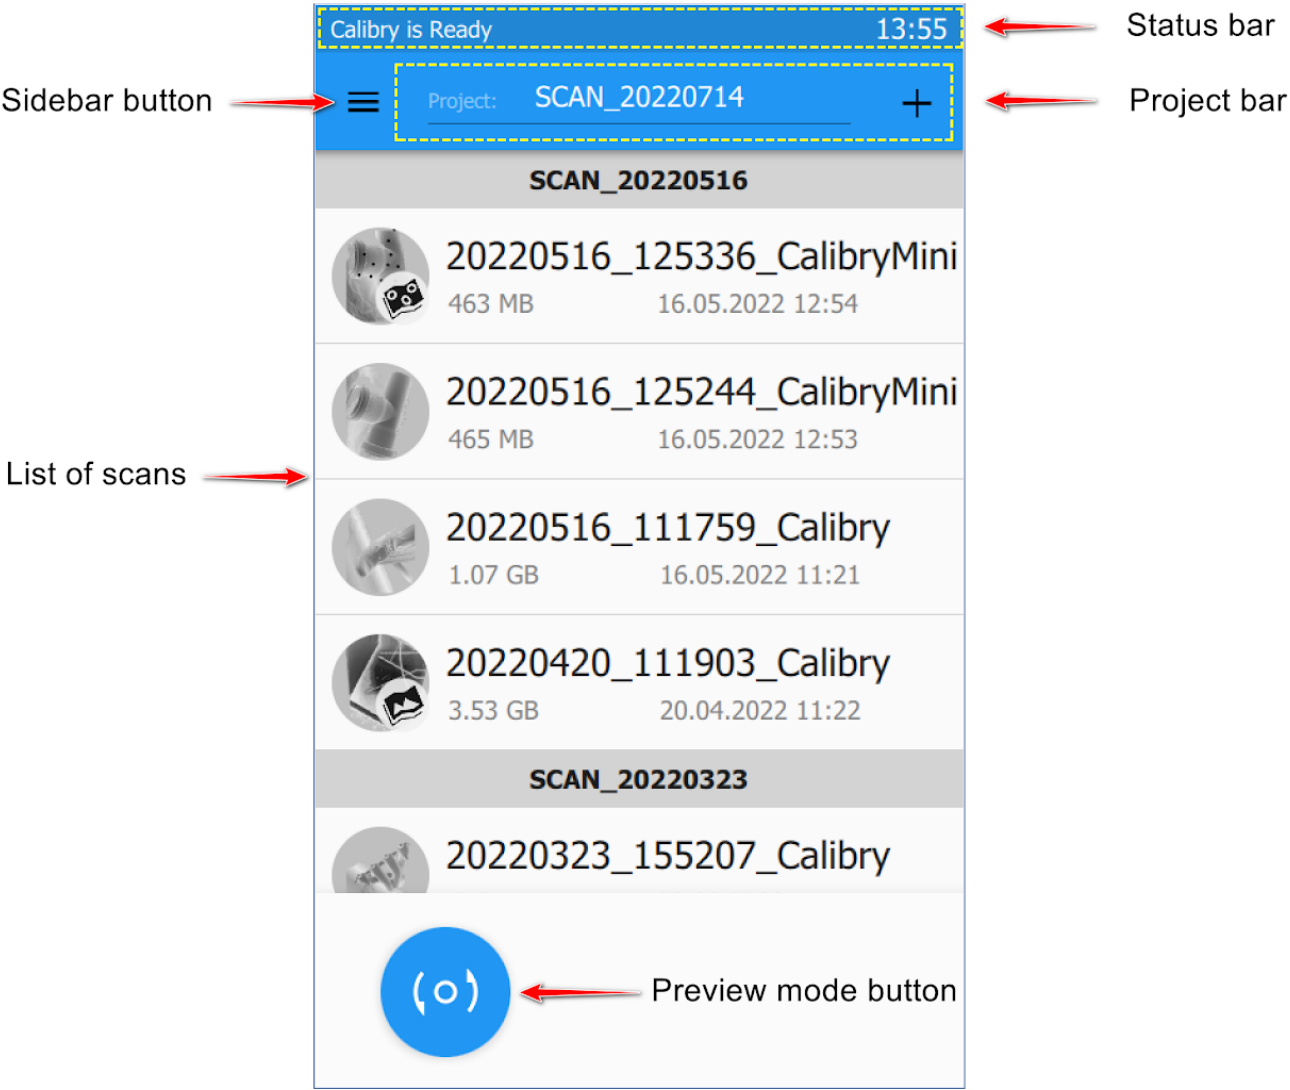 Calibry is Ready 13:55
Status bar
Sidebar button
Project: SCAN_20220714 +
Project bar
SCAN_20220516
20220516_125336_CalibryMini
463 MB 16.05.2022 12:54
20220516_125244_CalibryMini
465 MB 16.05.2022 12:53
List of scans
20220516_111759_Calibry
1.07 GB 16.05.2022 11:21
20220420_111903_Calibry
3.53 GB 20.04.2022 11:22
SCAN_20220323
20220323_155207_Calibry
Preview mode button